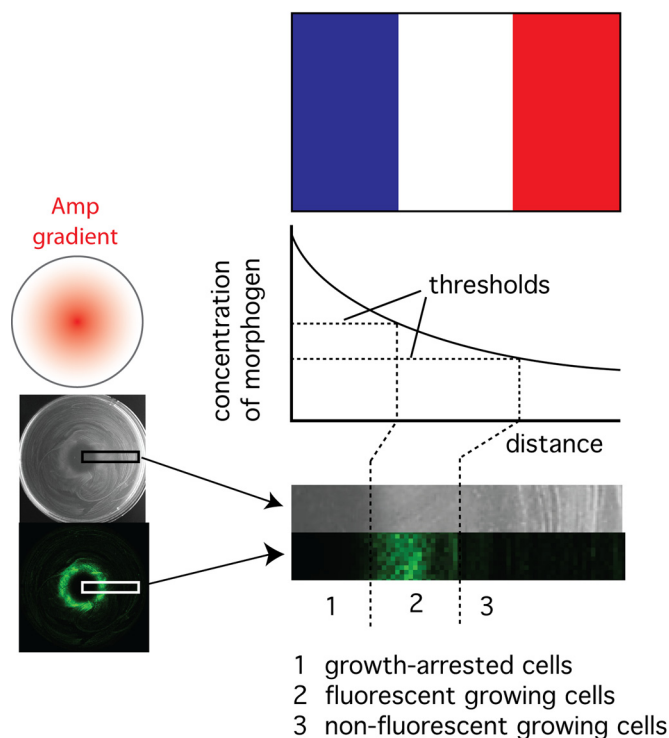 Amp
gradient
concentration
of morphogen
thresholds
distance
1 2 3
1 growth-arrested cells
2 fluorescent growing cells
3 non-fluorescent growing cells